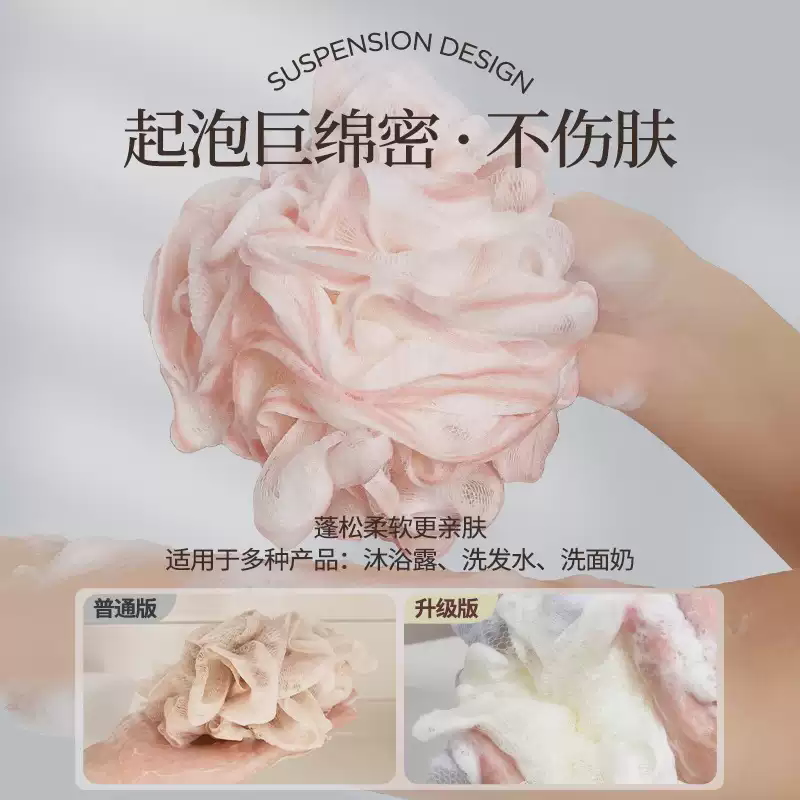 SUSPENSION DESIGN
起泡巨绵密·不伤肤
蓬松柔软更亲肤
适用于多种产品：沐浴露、洗发水、洗面奶
普通版
升级版